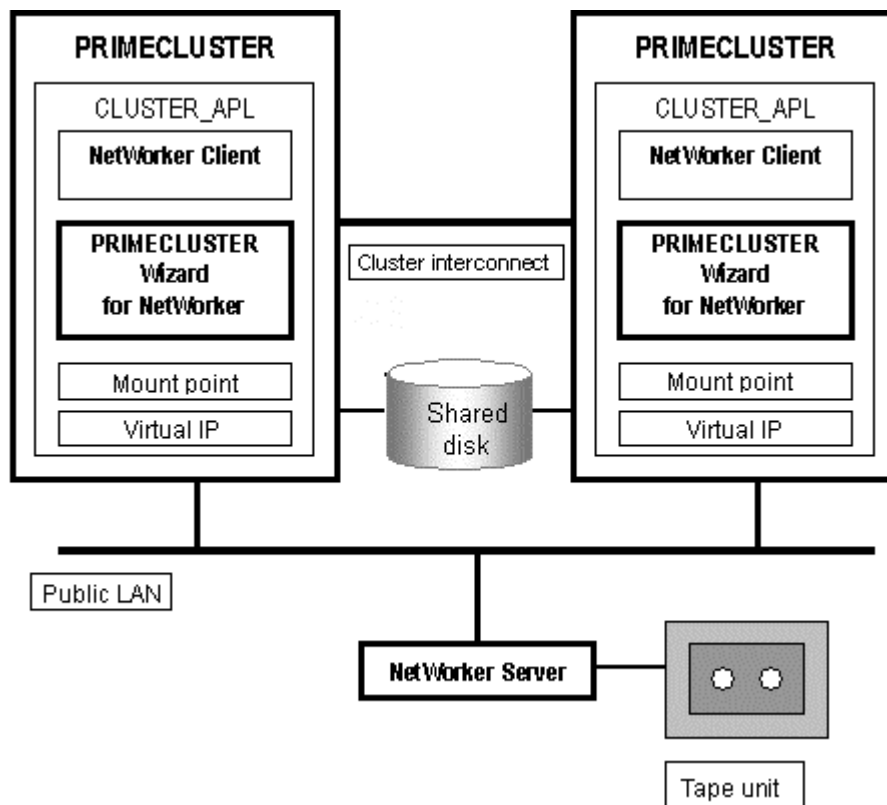 PRIMECLUSTER
CLUSTER_APL
NetWorker Client
PRIMECLUSTER
Wizard
for NetWorker
Mount point
Virtual IP
Cluster interconnect
Shared
disk
PRIMECLUSTER
CLUSTER_APL
NetWorker Client
PRIMECLUSTER
Wizard
for NetWorker
Mount point
Virtual IP
Public LAN
NetWorker Server
Tape unit